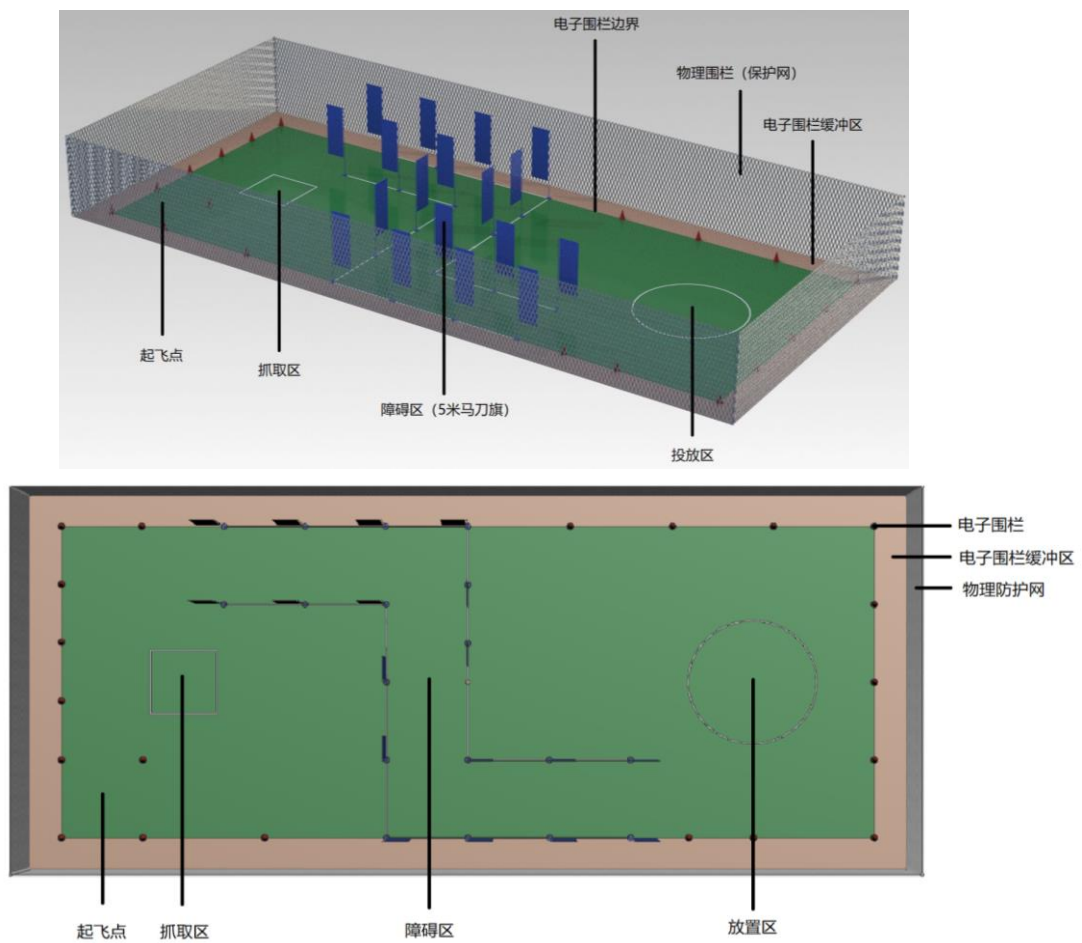 电子围栏边界
物理围栏（保护网）
电子围栏缓冲区
起飞点
抓取区
障碍区（5米马刀旗）
投放区
电子围栏
电子围栏缓冲区
物理防护网
起飞点
抓取区
障碍区
放置区